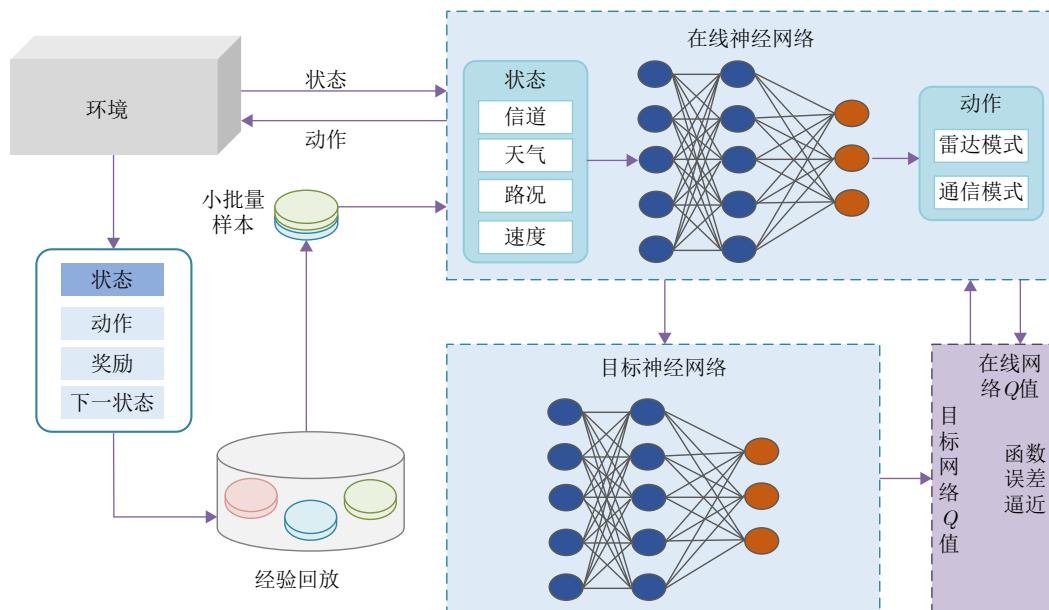 环境
状态
动作
小批量
样本
状态
动作
奖励
下一状态
经验回放
在线神经网络
状态
信道
天气
路况
速度
动作
雷达模式
通信模式
目标神经网络
在线网
络Q值
目标网络Q值
函数
误差
逼近